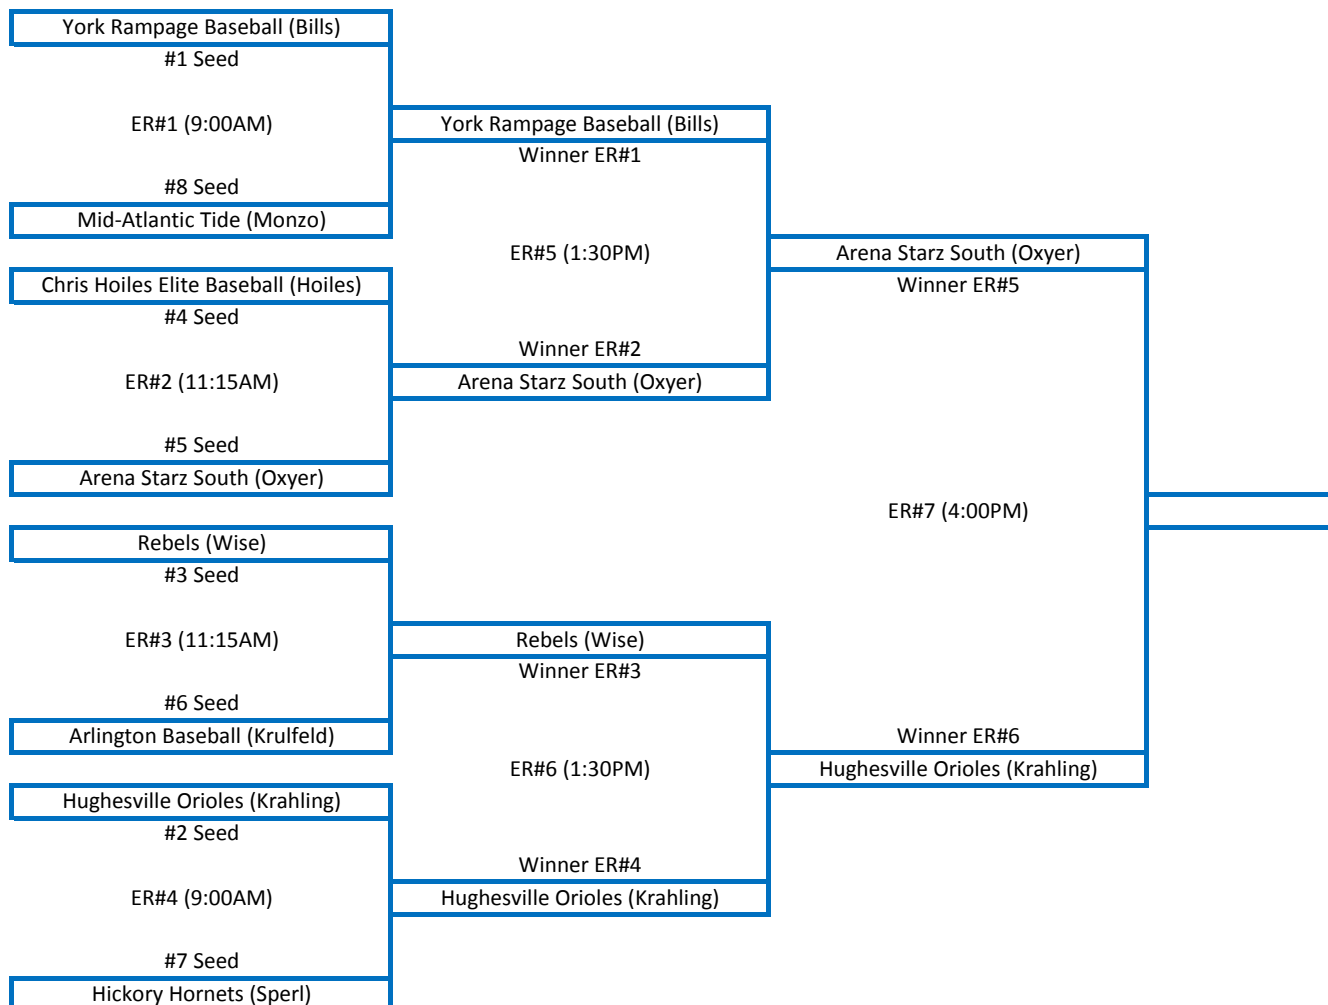 York Rampage Baseball (Bills)
#1 Seed
ER#1 (9:00AM)
#8 Seed
Mid-Atlantic Tide (Monzo)
Chris Hoiles Elite Baseball (Hoiles)
#4 Seed
ER#2 (11:15AM)
#5 Seed
Arena Starz South (Oxyer)
Rebels (Wise)
#3 Seed
ER#3 (11:15AM)
#6 Seed
Arlington Baseball (Krulfeld)
Hughesville Orioles (Krahling)
#2 Seed
ER#4 (9:00AM)
#7 Seed
Hickory Hornets (Sperl)
York Rampage Baseball (Bills)
Winner ER#1
ER#5 (1:30PM)
Winner ER#2
Arena Starz South (Oxyer)
Rebels (Wise)
Winner ER#3
ER#6 (1:30PM)
Winner ER#4
Hughesville Orioles (Krahling)
Arena Starz South (Oxyer)
Winner ER#5
ER#7 (4:00PM)
Winner ER#6
Hughesville Orioles (Krahling)